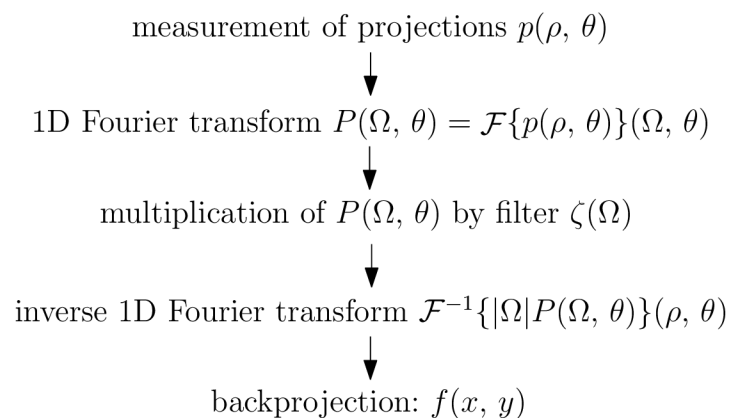 measurement of projections p(ρ, θ)
1D Fourier transform P(Ω, θ) = ℱ{p(ρ, θ)}(Ω, θ)
multiplication of P(Ω, θ) by filter ζ(Ω)
inverse 1D Fourier transform ℱ⁻¹{|Ω|P(Ω, θ)}(ρ, θ)
backprojection: f(x, y)